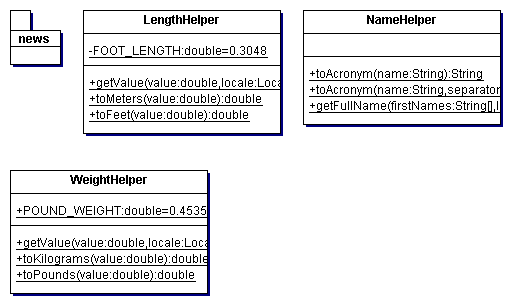 news
LengthHelper
-FOOT_LENGTH:double=0.3048
+getValue(value:double,locale:Loca
+toMeters(value:double):double
+toFeet(value:double):double
NameHelper
+toAcronym(name:String):String
+toAcronym(name:String,separator
+getFullName(firstNames:String[],l
WeightHelper
+POUND_WEIGHT:double=0.4535
+getValue(value:double,locale:Loca
+toKilograms(value:double):double
+toPounds(value:double):double